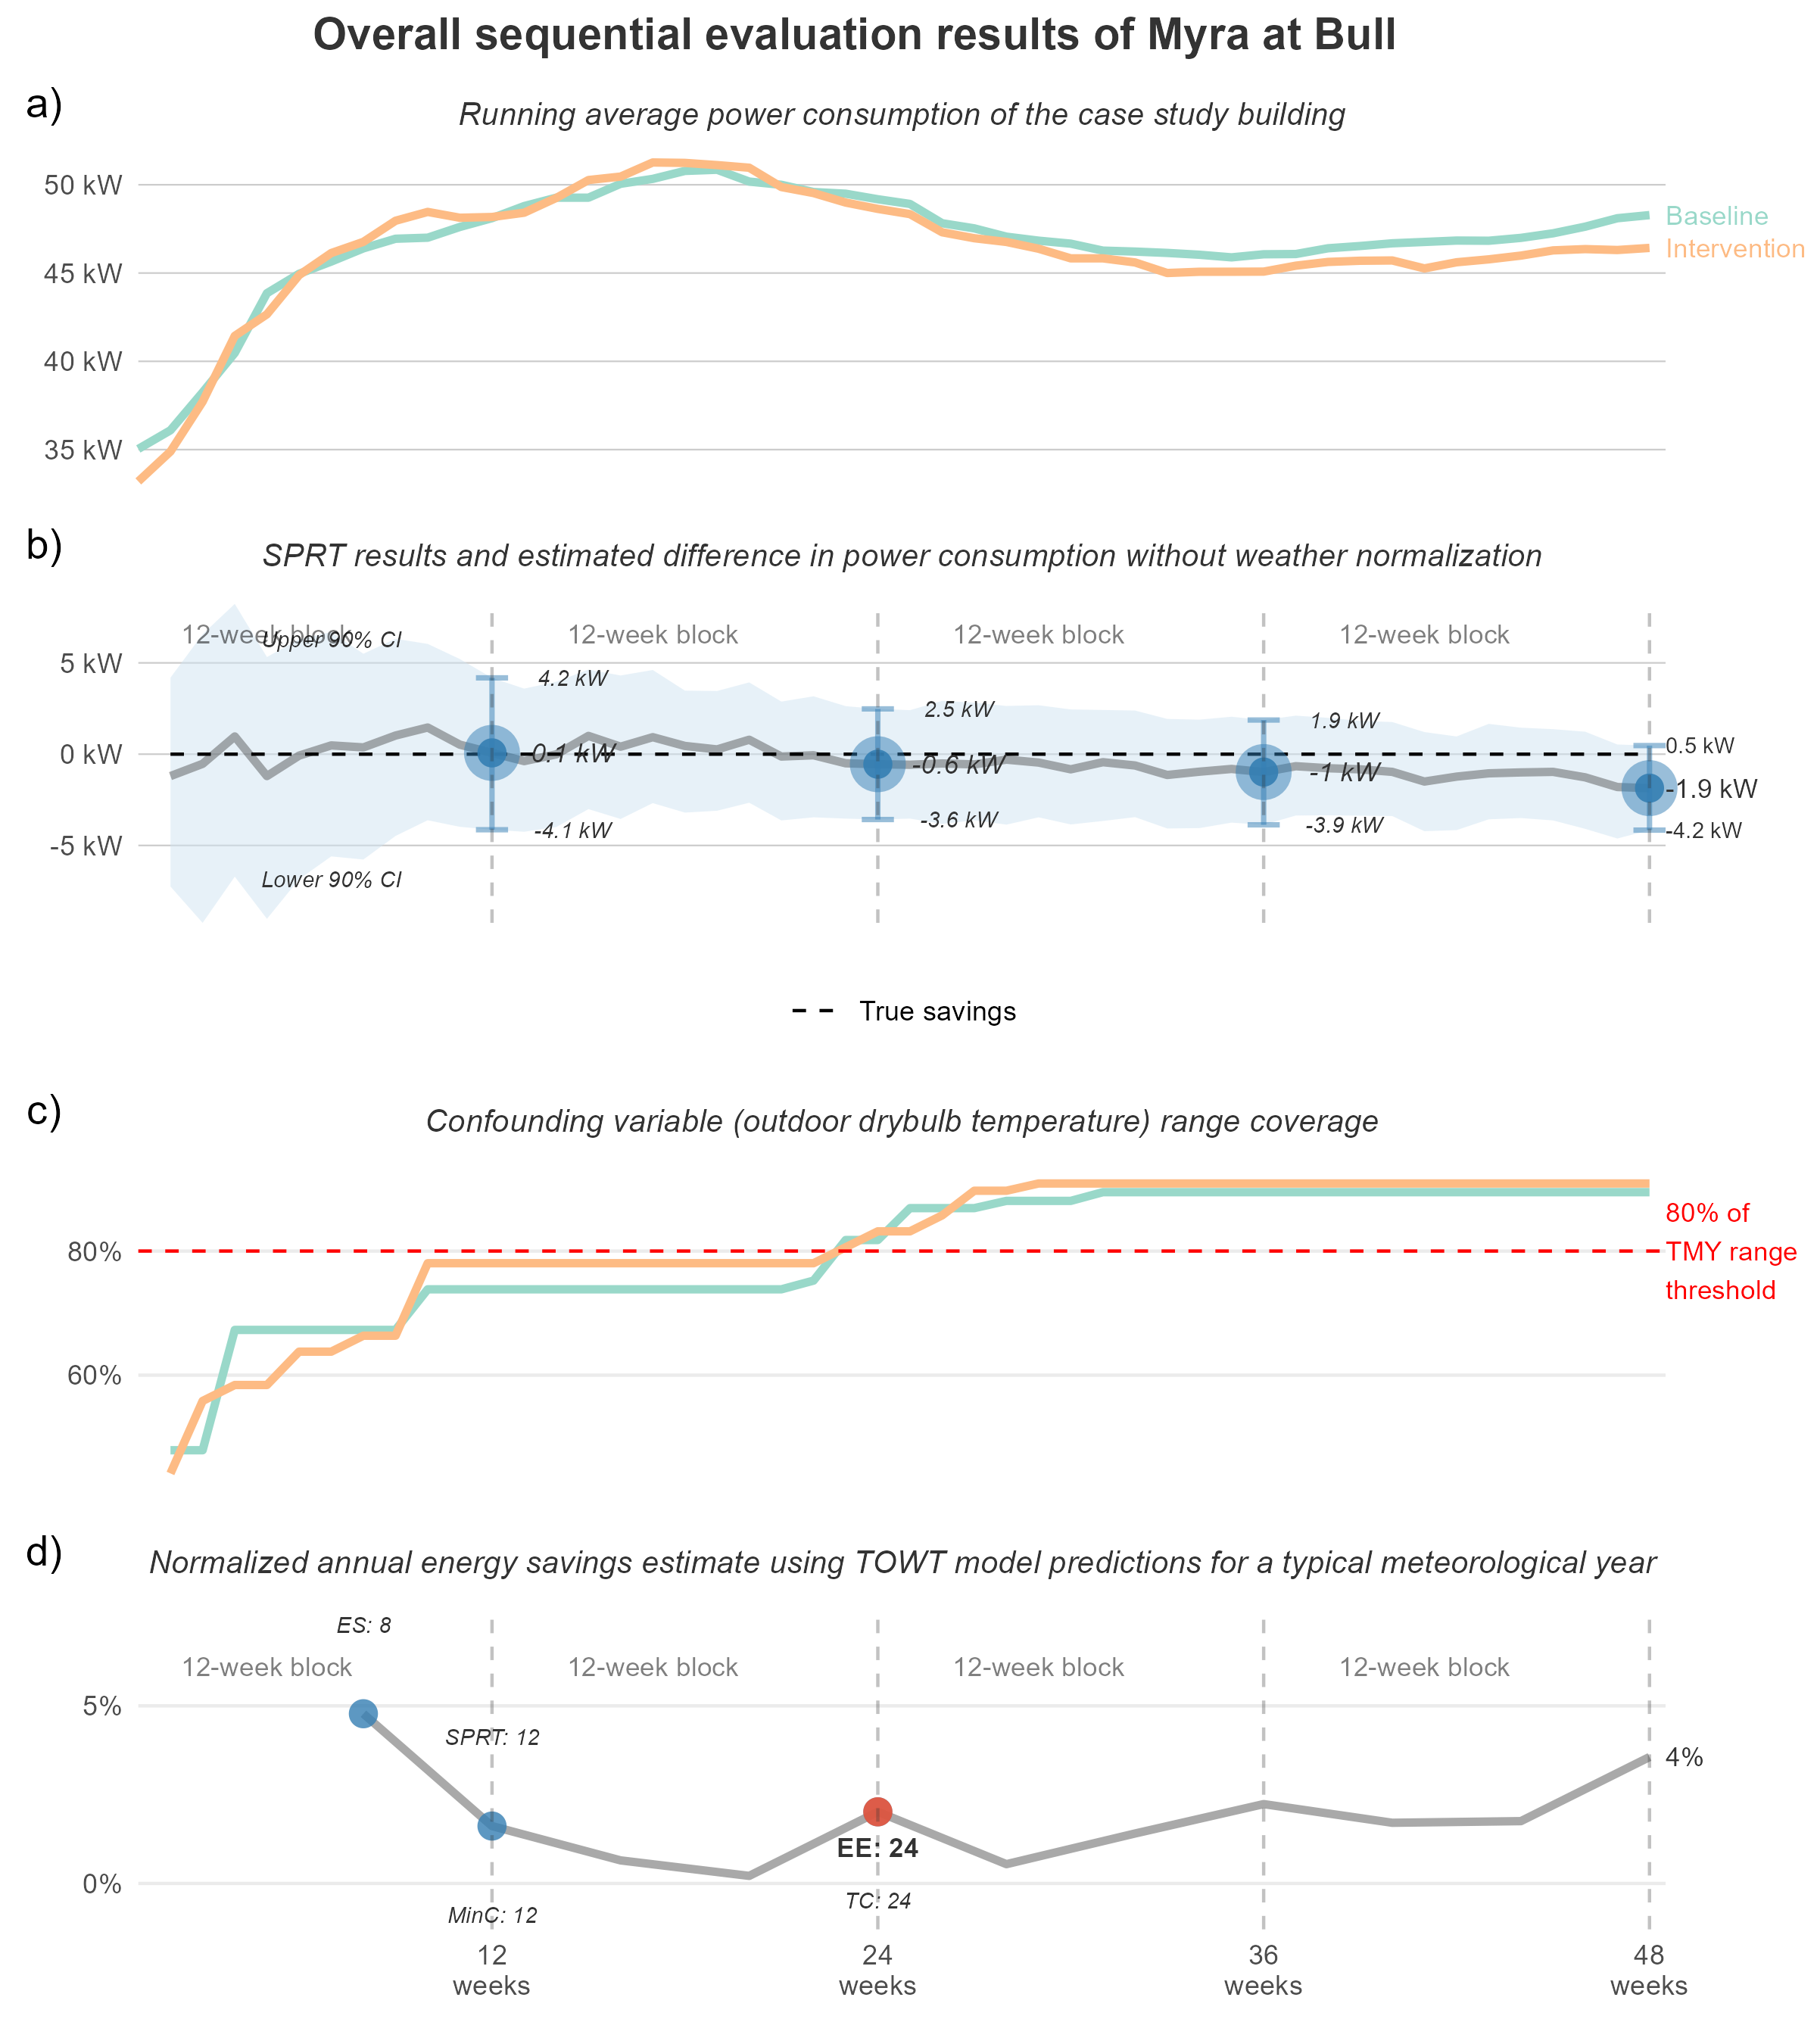 Overall sequential evaluation results of Myra at Bull
a)
Running average power consumption of the case study building
50 kW
45 kW
40 kW
35 kW
Baseline
Intervention
b)
SPRT results and estimated difference in power consumption without weather normalization
12-week block
12-week block
12-week block
12-week block
Upper 90% CI
5 kW
0 kW
-5 kW
4.2 kW
0.1 kW
-4.1 kW
2.5 kW
-0.6 kW
-3.6 kW
1.9 kW
-1 kW
-3.9 kW
0.5 kW
-1.9 kW
-4.2 kW
Lower 90% CI
True savings
c)
Confounding variable (outdoor drybulb temperature) range coverage
80%
60%
80% of
TMY range
threshold
d)
Normalized annual energy savings estimate using TOWT model predictions for a typical meteorological year
ES: 8
12-week block
12-week block
12-week block
12-week block
5%
0%
SPRT: 12
MinC: 12
EE: 24
TC: 24
4%
12
weeks
24
weeks
36
weeks
48
weeks